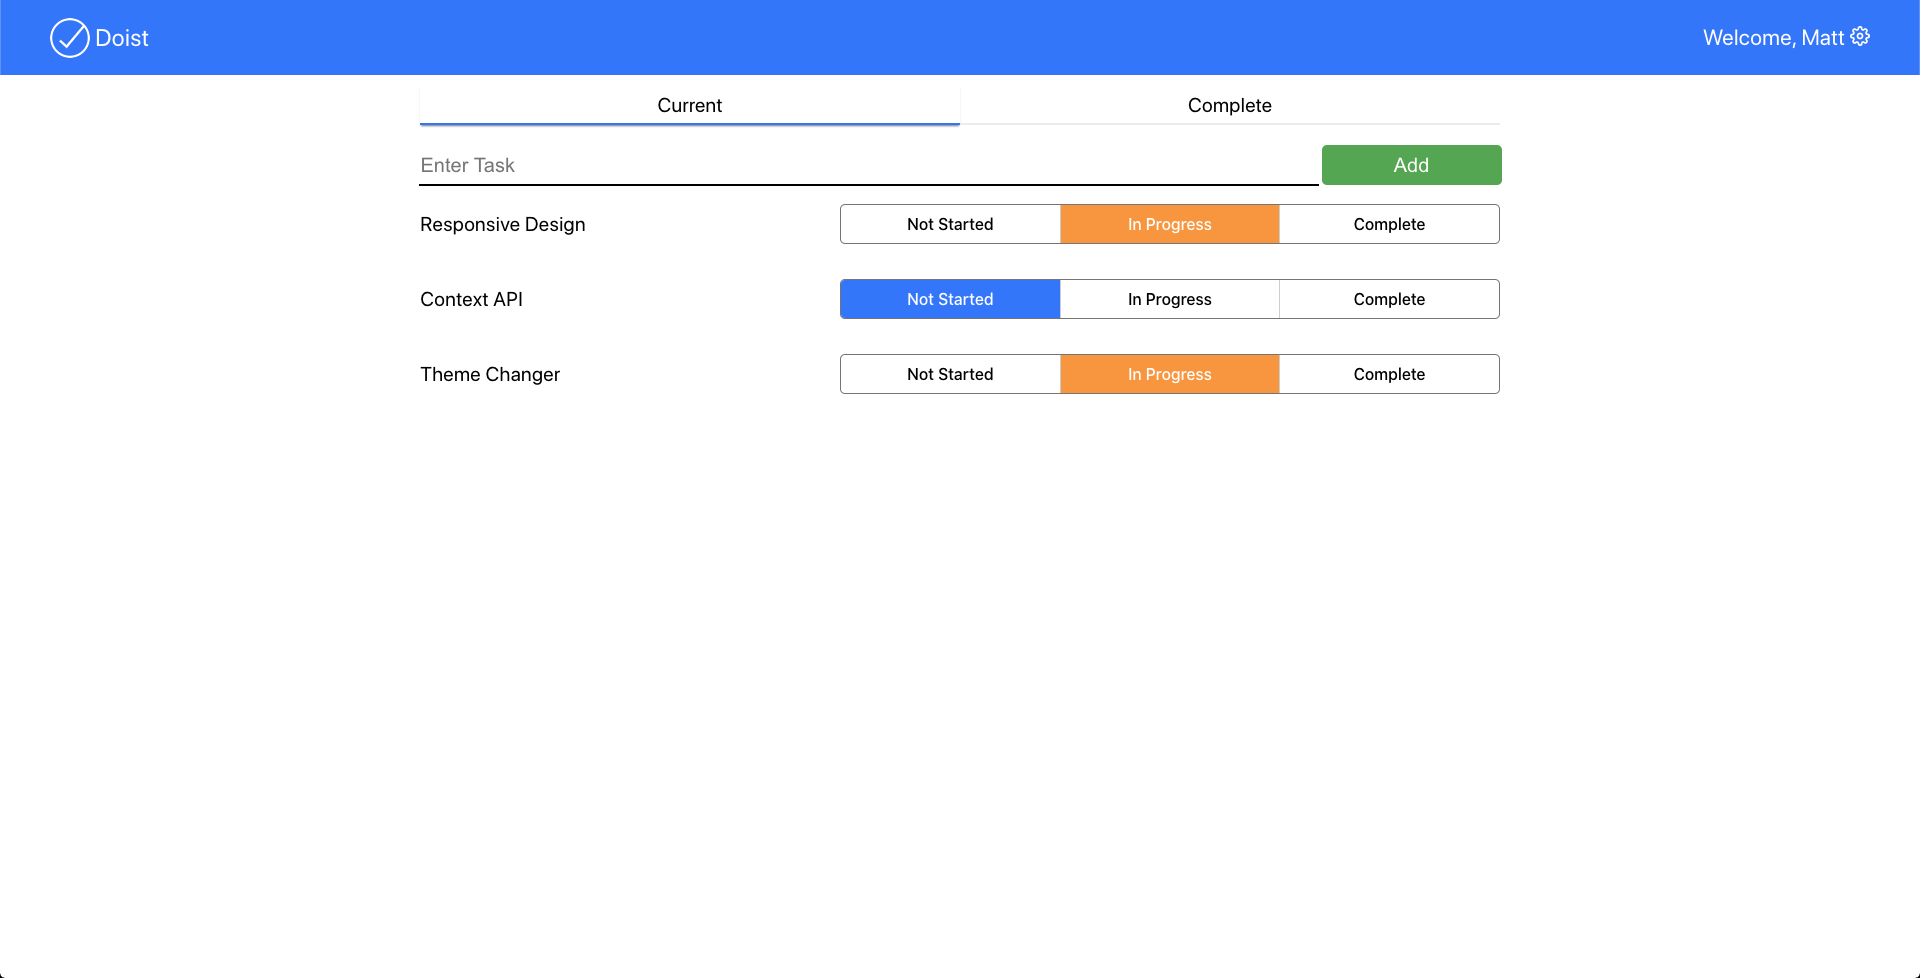 Doist Welcome, Matt
Current Complete
Enter Task Add
Responsive Design Not Started In Progress Complete
Context API Not Started In Progress Complete
Theme Changer Not Started In Progress Complete